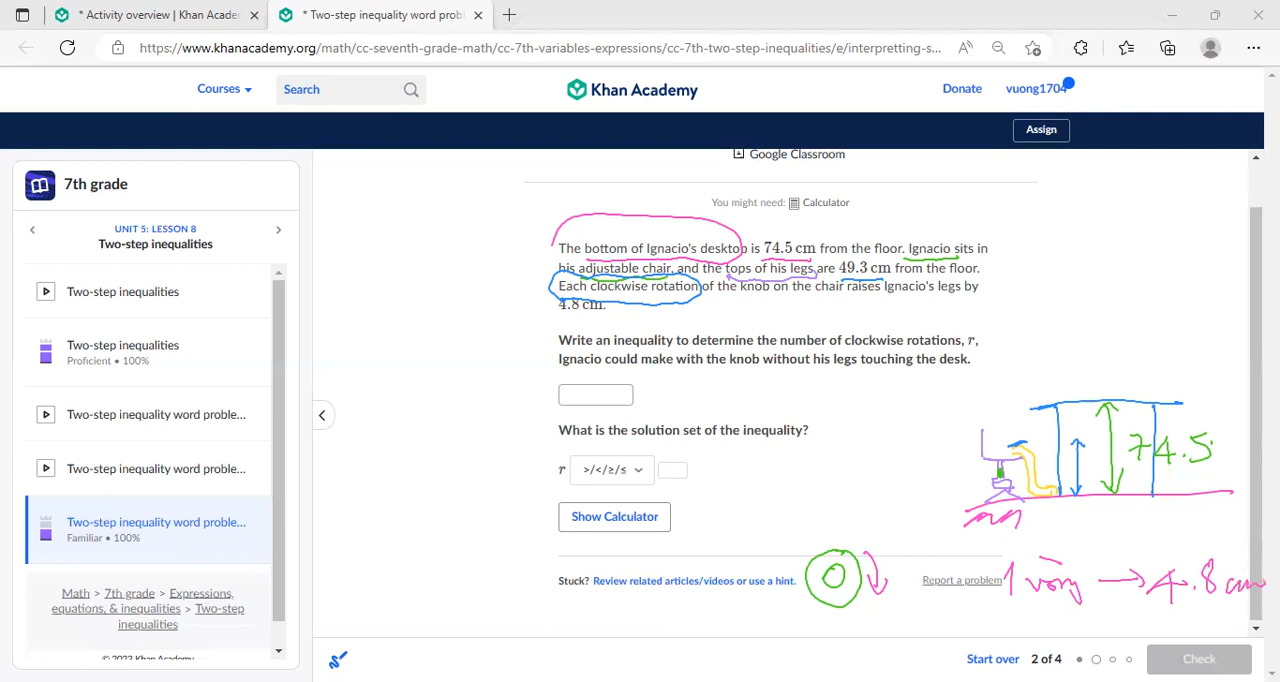 * Activity overview | Khan Academ
* Two-step inequality word probl
https://www.khanacademy.org/math/cc-seventh-grade-math/cc-7th-variables-expressions/cc-7th-two-step-inequalities/e/interpreting-s...
Courses
Search
Khan Academy
Donate
vuong1704
Assign
7th grade
UNIT 5: LESSON 8
Two-step inequalities
Two-step inequalities
Two-step inequalities
Proficient • 100%
Two-step inequality word proble...
Two-step inequality word proble...
Two-step inequality word proble...
Familiar • 100%
Math > 7th grade > Expressions,
equations, & inequalities > Two-step
inequalities
© 2023 Khan Academy
Google Classroom
You might need: Calculator
The bottom of Ignacio's desktop is 74.5 cm from the floor. Ignacio sits in
his adjustable chair, and the tops of his legs are 49.3 cm from the floor.
Each clockwise rotation of the knob on the chair raises Ignacio's legs by
4.8 cm.
Write an inequality to determine the number of clockwise rotations, r,
Ignacio could make with the knob without his legs touching the desk.
What is the solution set of the inequality?
r >/</≥/≤
Show Calculator
74.5
Stuck? Review related articles/videos or use a hint.
Report a problem
1 vòng → 4.8 cm
Start over
2 of 4
Check